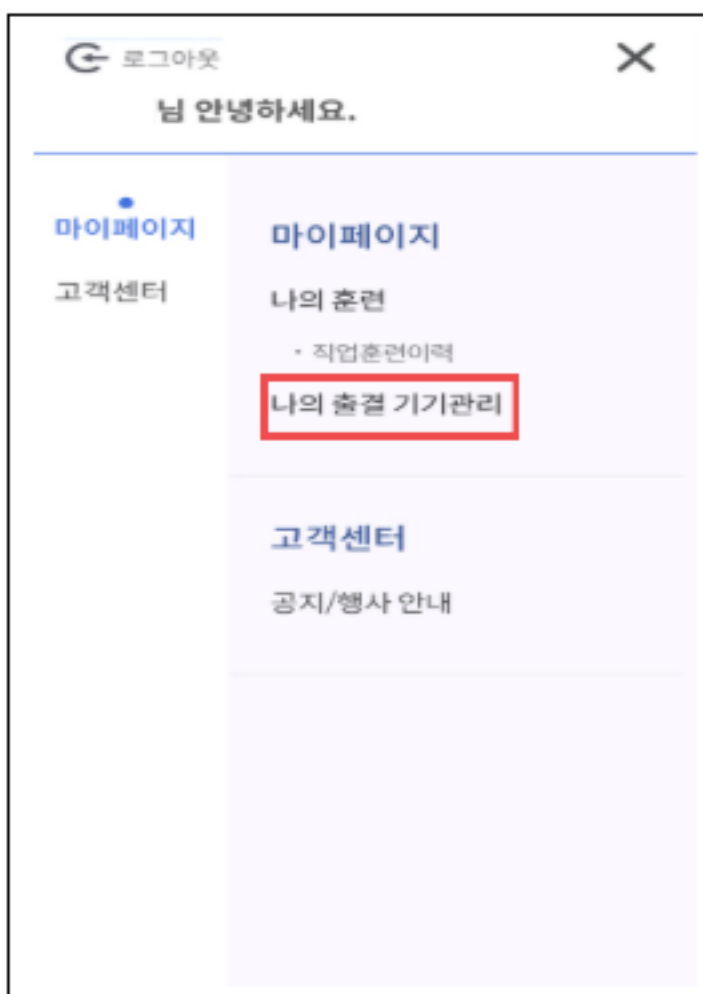 로그아웃
님 안녕하세요.
마이페이지
고객센터
마이페이지
나의 훈련
· 직업훈련이력
나의 출결 기기관리
고객센터
공지/행사 안내